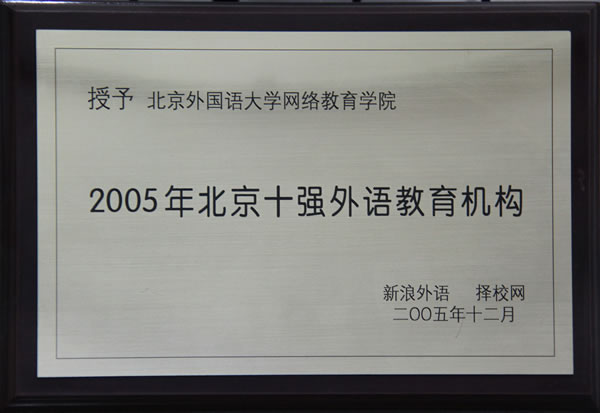 授予 北京外国语大学网络教育学院
2005年北京十强外语教育机构
新浪外语 择校网
二〇〇五年十二月